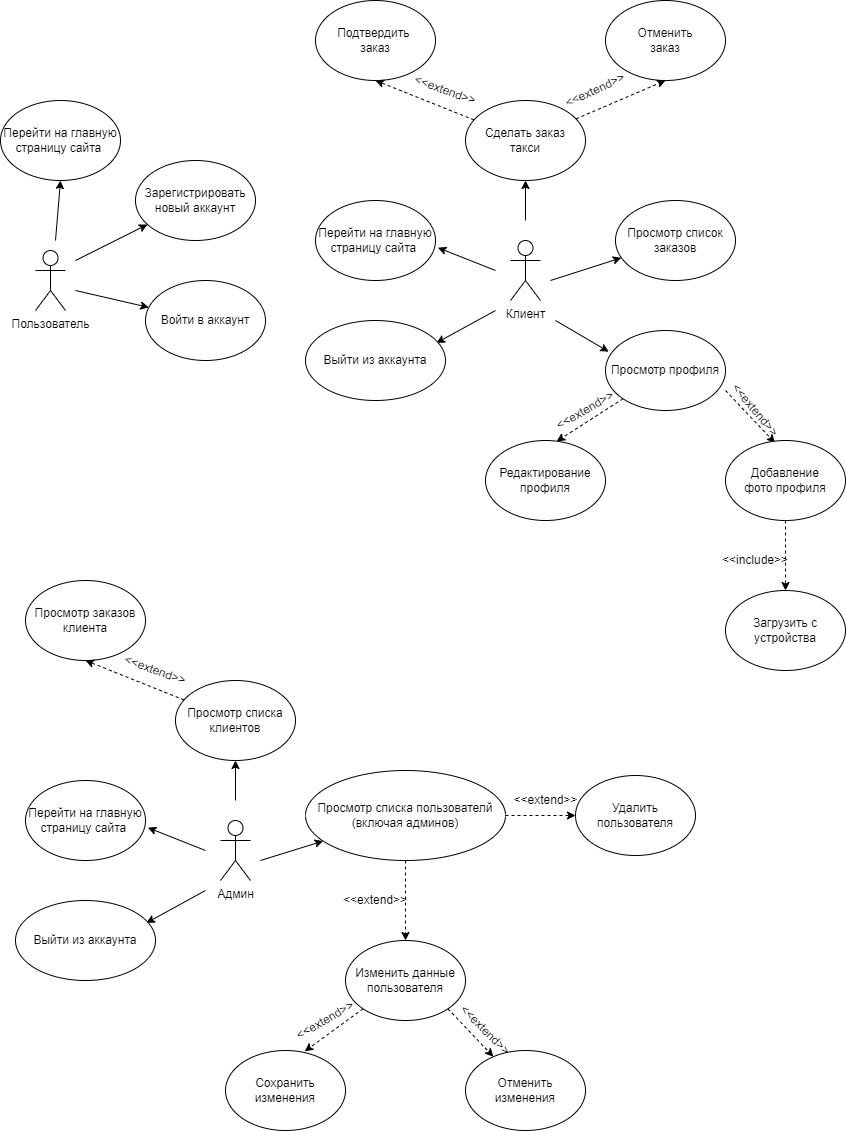 Подтвердить
заказ
Отменить
заказ
<<extend>>
<<extend>>
Сделать заказ
такси
Перейти на главную
страницу сайта
Зарегистрировать
новый аккаунт
Пользователь
Войти в аккаунт
Перейти на главную
страницу сайта
Просмотр список
заказов
Клиент
Выйти из аккаунта
Просмотр профиля
<<extend>>
<<extend>>
Редактирование
профиля
Добавление
фото профиля
<<include>>
Загрузить с
устройства
Просмотр заказов
клиента
<<extend>>
Просмотр списка
клиентов
Перейти на главную
страницу сайта
Админ
Выйти из аккаунта
Просмотр списка пользователй
(включая админов)
<<extend>>
Удалить
пользователя
<<extend>>
Изменить данные
пользователя
<<extend>>
<<extend>>
Сохранить
изменения
Отменить
изменения